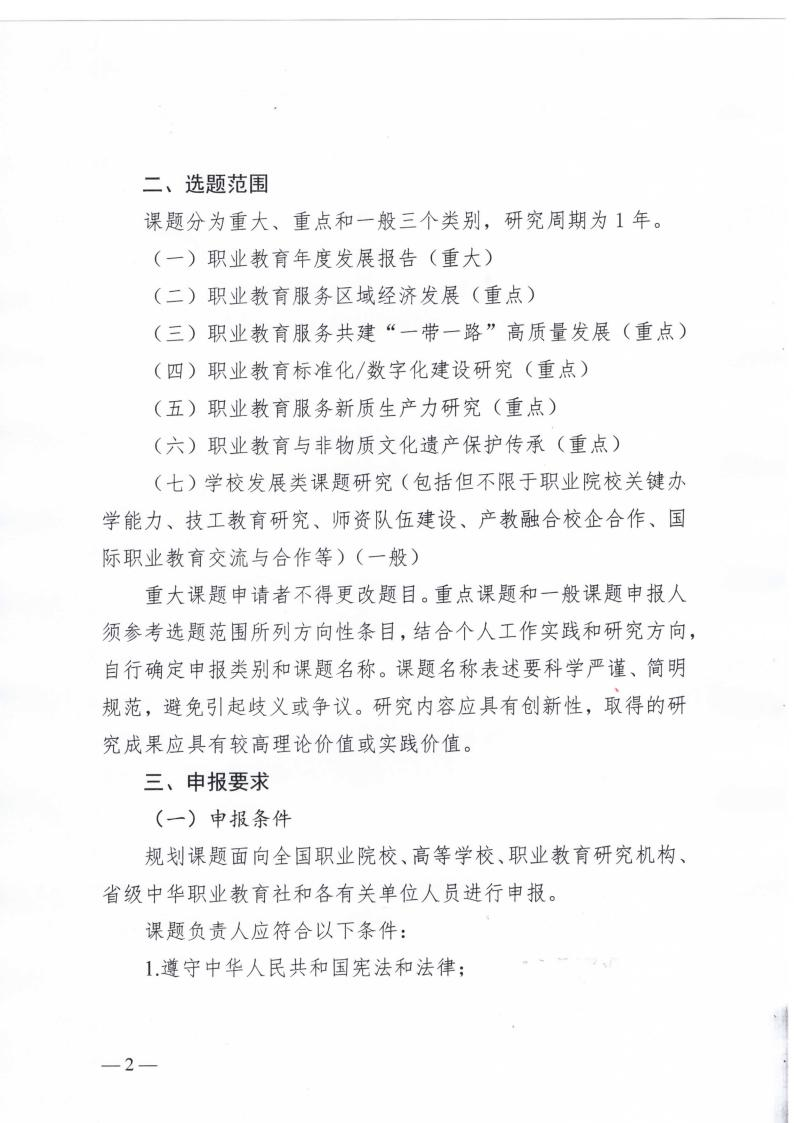 二、选题范围
课题分为重大、重点和一般三个类别，研究周期为 1 年。
（一）职业教育年度发展报告（重大）
（二）职业教育服务区域经济发展（重点）
（三）职业教育服务共建“一带一路”高质量发展（重点）
（四）职业教育标准化/数字化建设研究（重点）
（五）职业教育服务新质生产力研究（重点）
（六）职业教育与非物质文化遗产保护传承（重点）
（七）学校发展类课题研究（包括但不限于职业院校关键办
学能力、技工教育研究、师资队伍建设、产教融合校企合作、国
际职业教育交流与合作等）（一般）
重大课题申请者不得更改题目。重点课题和一般课题申报人
须参考选题范围所列方向性条目，结合个人工作实践和研究方向，
自行确定申报类别和课题名称。课题名称表述要科学严谨、简明
规范，避免引起歧义或争议。研究内容应具有创新性，取得的研
究成果应具有较高理论价值或实践价值。
三、申报要求
（一）申报条件
规划课题面向全国职业院校、高等学校、职业教育研究机构、
省级中华职业教育社和各有关单位人员进行申报。
课题负责人应符合以下条件：
1.遵守中华人民共和国宪法和法律；
— 2 —